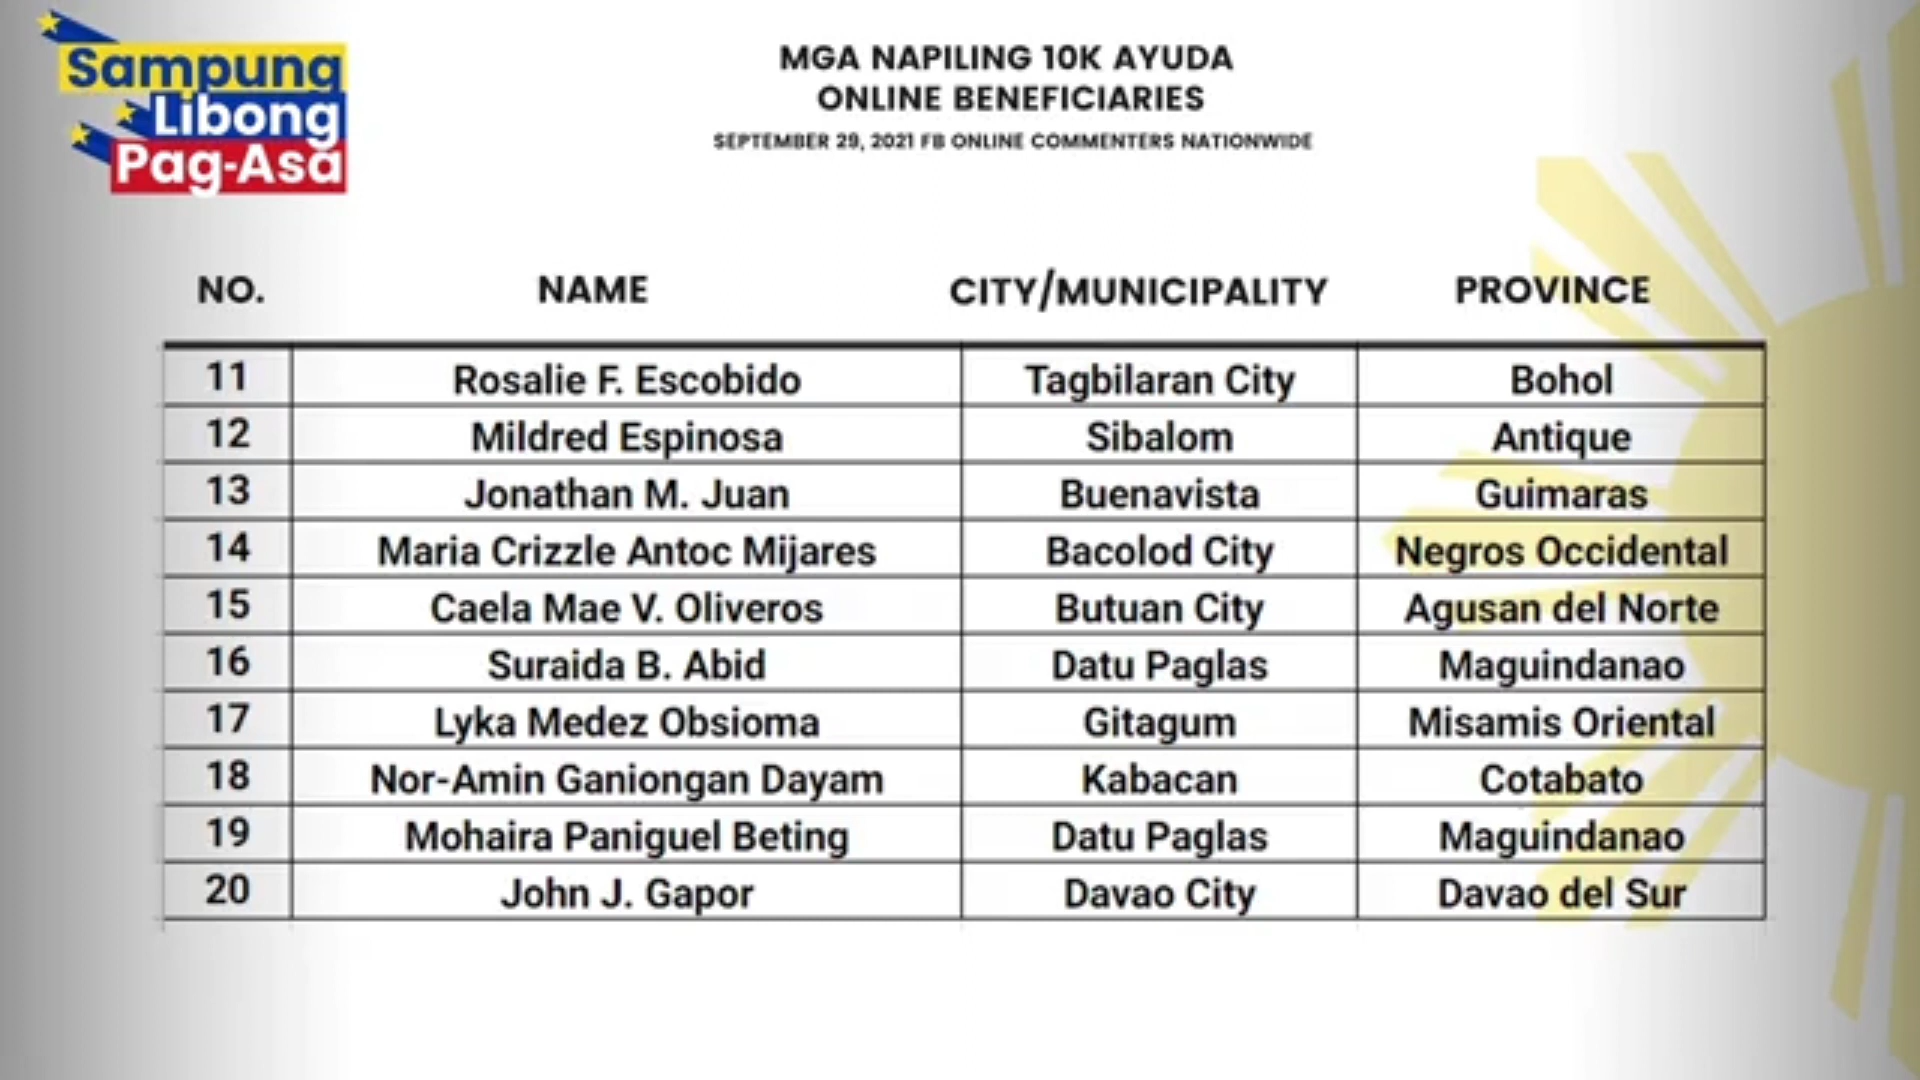 Sampung
Libong
Pag-Asa
MGA NAPILING 10K AYUDA
ONLINE BENEFICIARIES
SEPTEMBER 29, 2021 FB ONLINE COMMENTERS NATIONWIDE
NO. NAME CITY/MUNICIPALITY PROVINCE
11 Rosalie F. Escobido Tagbilaran City Bohol
12 Mildred Espinosa Sibalom Antique
13 Jonathan M. Juan Buenavista Guimaras
14 Maria Crizzle Antoc Mijares Bacolod City Negros Occidental
15 Caela Mae V. Oliveros Butuan City Agusan del Norte
16 Suraida B. Abid Datu Paglas Maguindanao
17 Lyka Medez Obsioma Gitagum Misamis Oriental
18 Nor-Amin Ganiongan Dayam Kabacan Cotabato
19 Mohaira Paniguel Beting Datu Paglas Maguindanao
20 John J. Gapor Davao City Davao del Sur